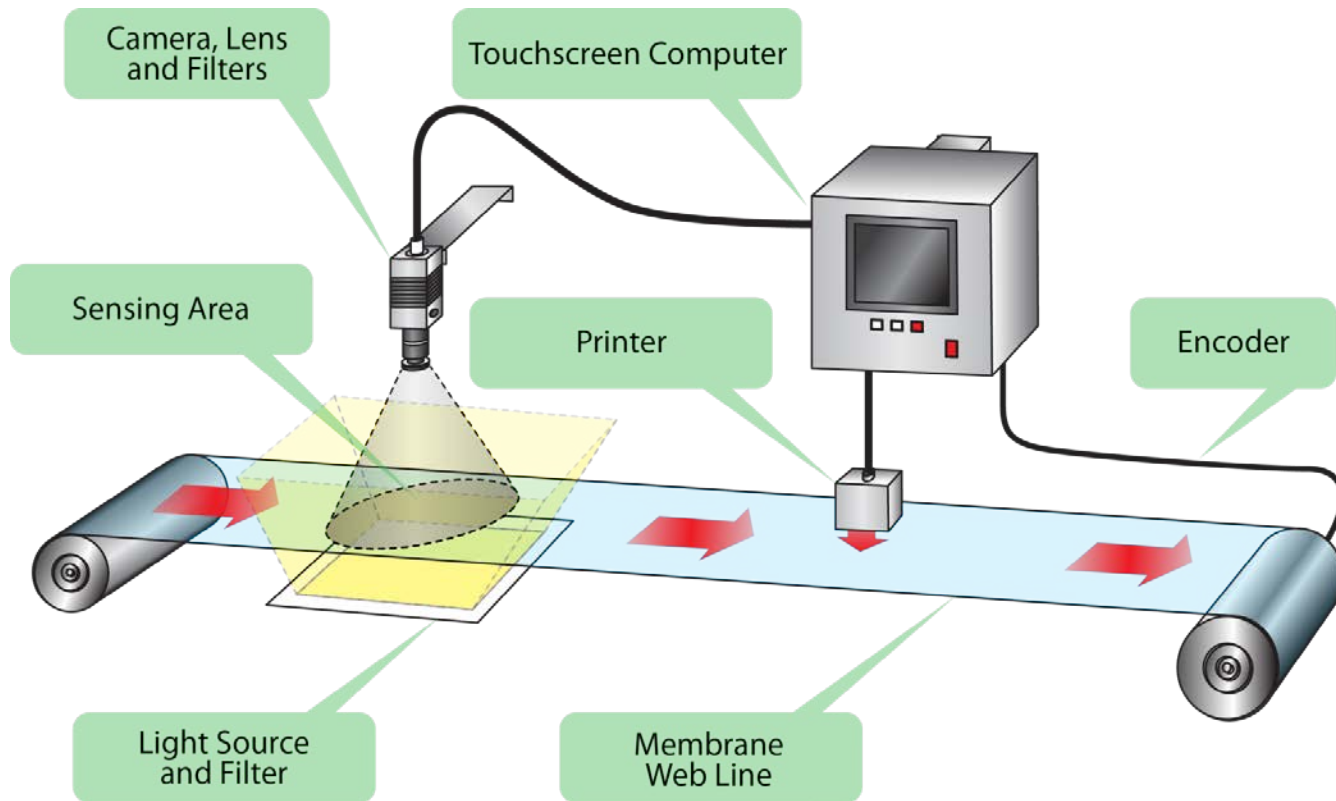 Camera, Lens
and Filters
Touchscreen Computer
Sensing Area
Printer
Encoder
Light Source
and Filter
Membrane
Web Line